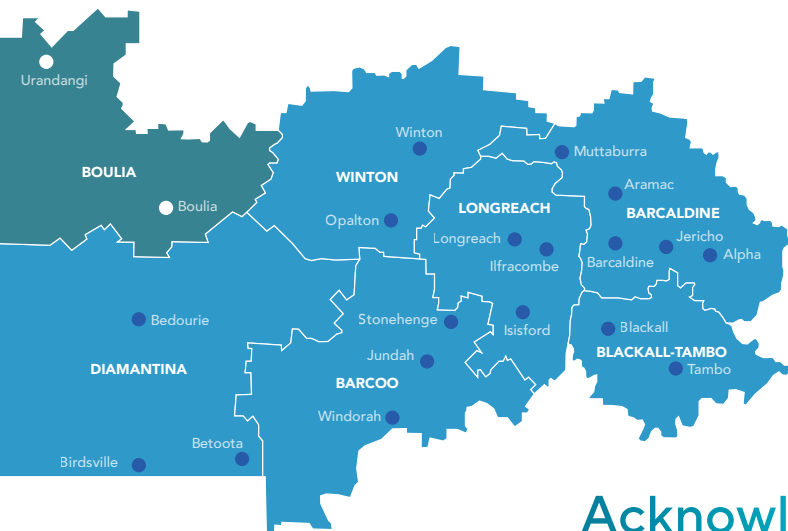 Urandangi
Winton
Muttaburra
BOULIA
WINTON
Aramac
Boulia
LONGREACH
BARCALDINE
Opalton
Longreach
Jericho
Ilfracombe
Barcaldine
Alpha
Bedourie
Stonehenge
Isisford
Blackall
Jundah
BLACKALL-TAMBO
DIAMANTINA
BARCOO
Tambo
Windorah
Betoota
Birdsville
Acknowl